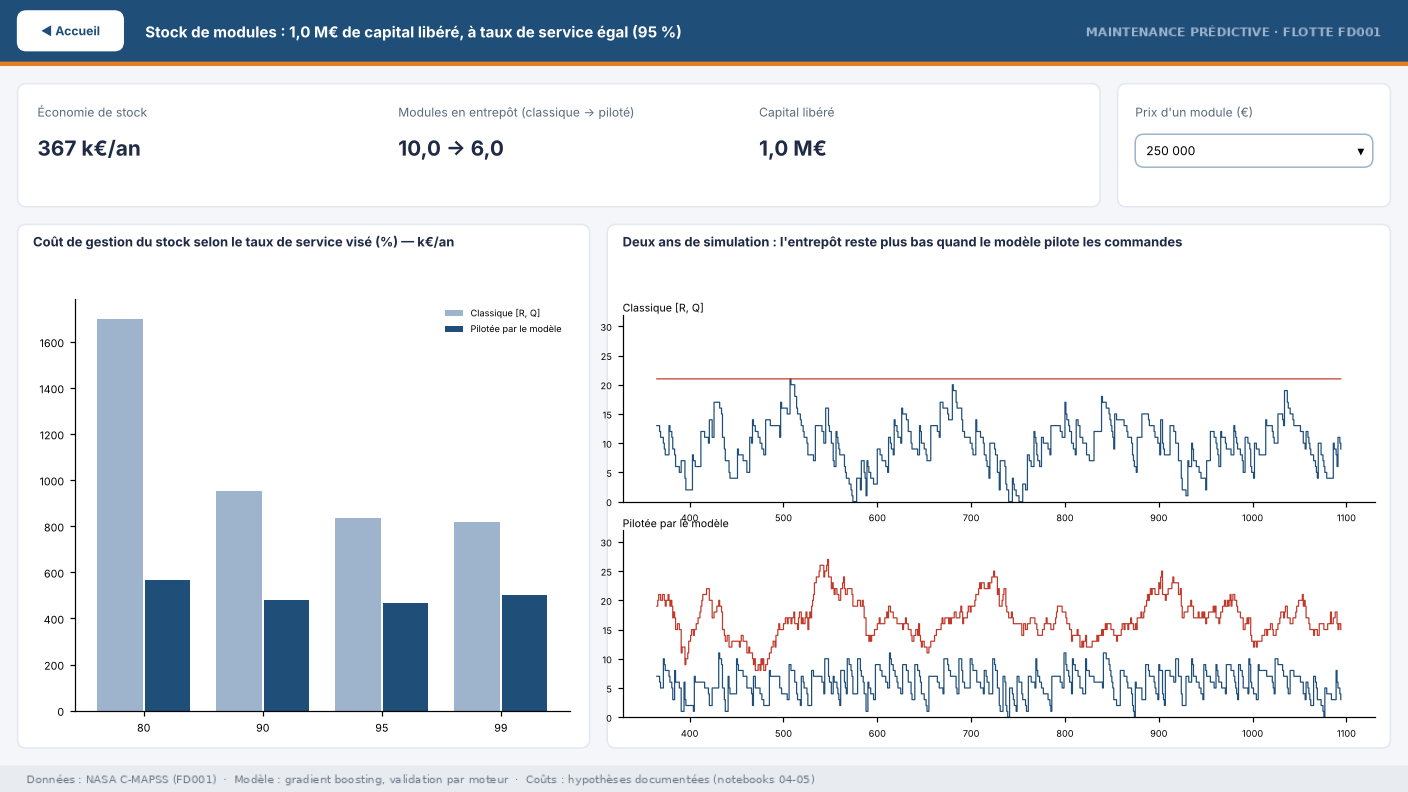 ◀ Accueil
Stock de modules : 1,0 M€ de capital libéré, à taux de service égal (95 %)
MAINTENANCE PRÉDICTIVE · FLOTTE FD001
Économie de stock
367 k€/an
Modules en entrepôt (classique → piloté)
10,0 → 6,0
Capital libéré
1,0 M€
Prix d'un module (€)
250 000 ▼
Coût de gestion du stock selon le taux de service visé (%) — k€/an
Classique [R, Q]
Pilotée par le modèle
1600
1400
1200
1000
800
600
400
200
0
80 90 95 99
Deux ans de simulation : l'entrepôt reste plus bas quand le modèle pilote les commandes
Classique [R, Q]
30
25
20
15
10
5
0
400 500 600 700 800 900 1000 1100
Pilotée par le modèle
30
25
20
15
10
5
0
400 500 600 700 800 900 1000 1100
Données : NASA C-MAPSS (FD001) · Modèle : gradient boosting, validation par moteur · Coûts : hypothèses documentées (notebooks 04-05)